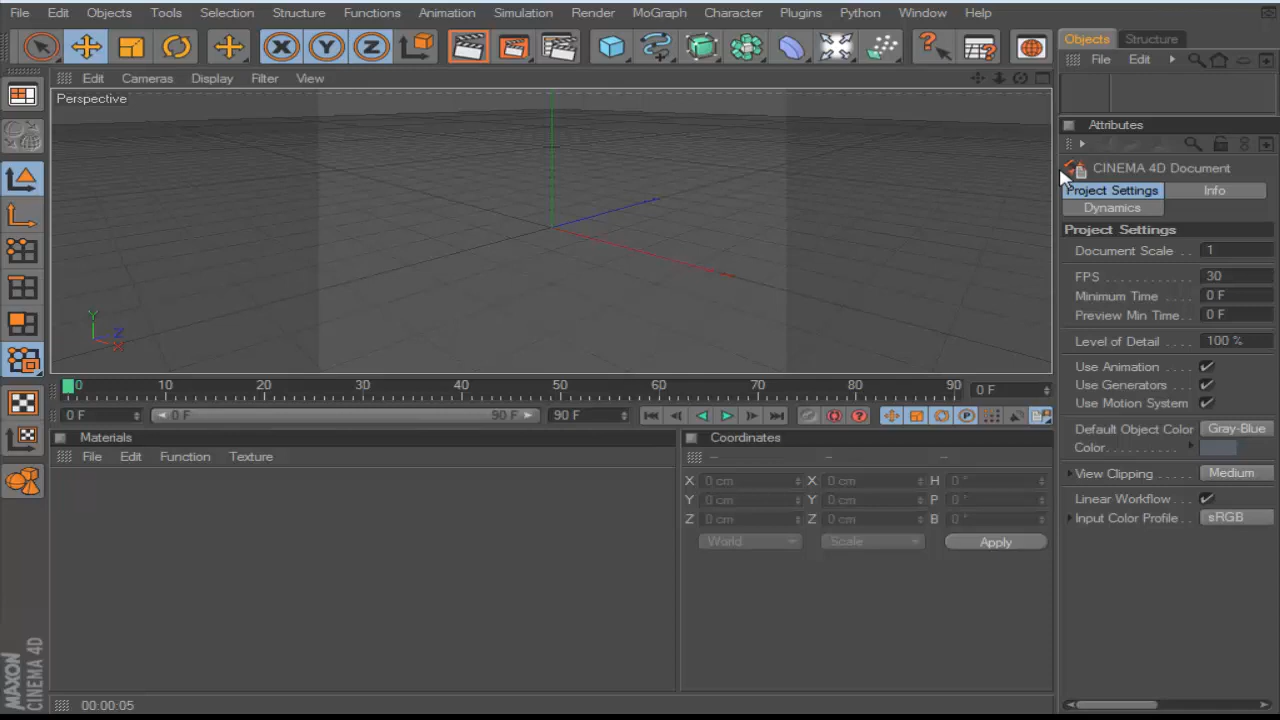 File Edit Objects Tools Selection Structure Functions Animation Simulation Render MoGraph Character Plugins Python Window Help
Objects Structure
File Edit
Edit Cameras Display Filter View
Perspective
Y
Z
X
Attributes
CINEMA 4D Document
Project Settings Info
Dynamics
Project Settings
Document Scale . . 1
FPS . . . . . . . . . . . . 30
Minimum Time . . . . 0 F
Preview Min Time . . 0 F
Level of Detail . . . . 100 %
Use Animation . . . .
Use Generators . . .
Use Motion System
Default Object Color Gray-Blue
Color. . . . . . . . . . .
View Clipping . . . . Medium
Linear Workflow . . .
Input Color Profile . . sRGB
0 10 20 30 40 50 60 70 80 90 0 F
0 F 0 F 90 F 90 F
Materials
File Edit Function Texture
Coordinates
-- -- --
X 0 cm X 0 cm H 0 °
Y 0 cm Y 0 cm P 0 °
Z 0 cm Z 0 cm B 0 °
World Scale Apply
MAXON
CINEMA 4D
00:00:05